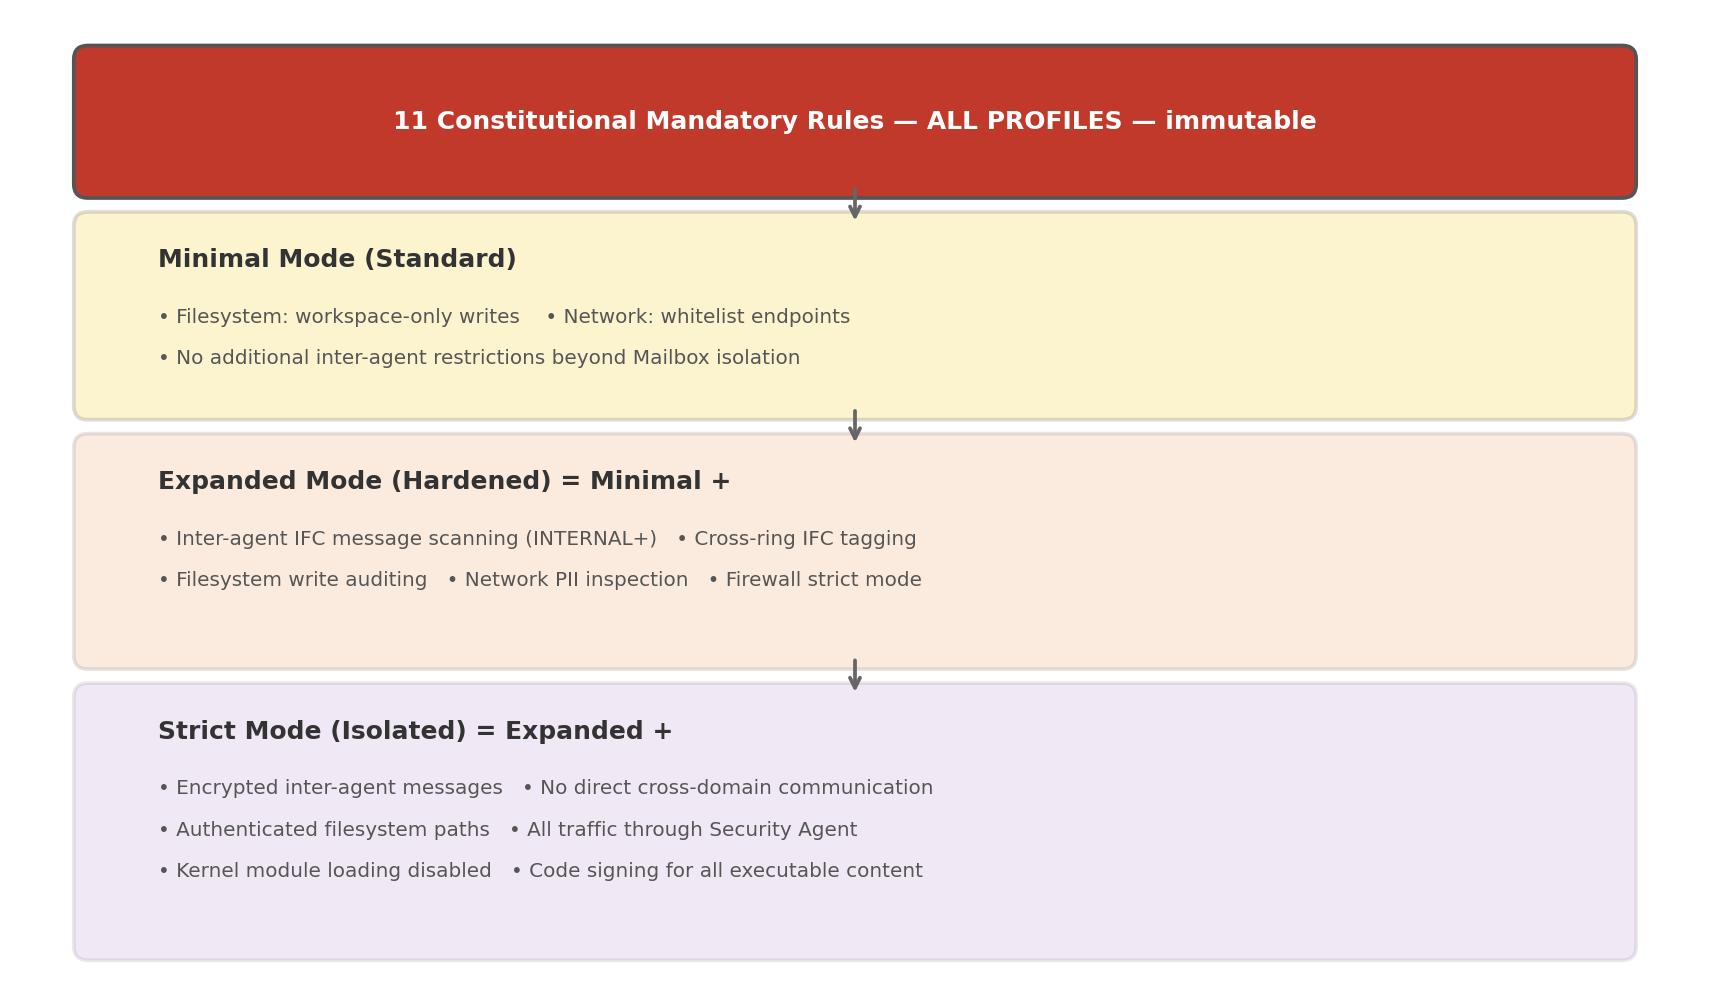 11 Constitutional Mandatory Rules — ALL PROFILES — immutable
Minimal Mode (Standard)
• Filesystem: workspace-only writes • Network: whitelist endpoints
• No additional inter-agent restrictions beyond Mailbox isolation
Expanded Mode (Hardened) = Minimal +
• Inter-agent IFC message scanning (INTERNAL+) • Cross-ring IFC tagging
• Filesystem write auditing • Network PII inspection • Firewall strict mode
Strict Mode (Isolated) = Expanded +
• Encrypted inter-agent messages • No direct cross-domain communication
• Authenticated filesystem paths • All traffic through Security Agent
• Kernel module loading disabled • Code signing for all executable content